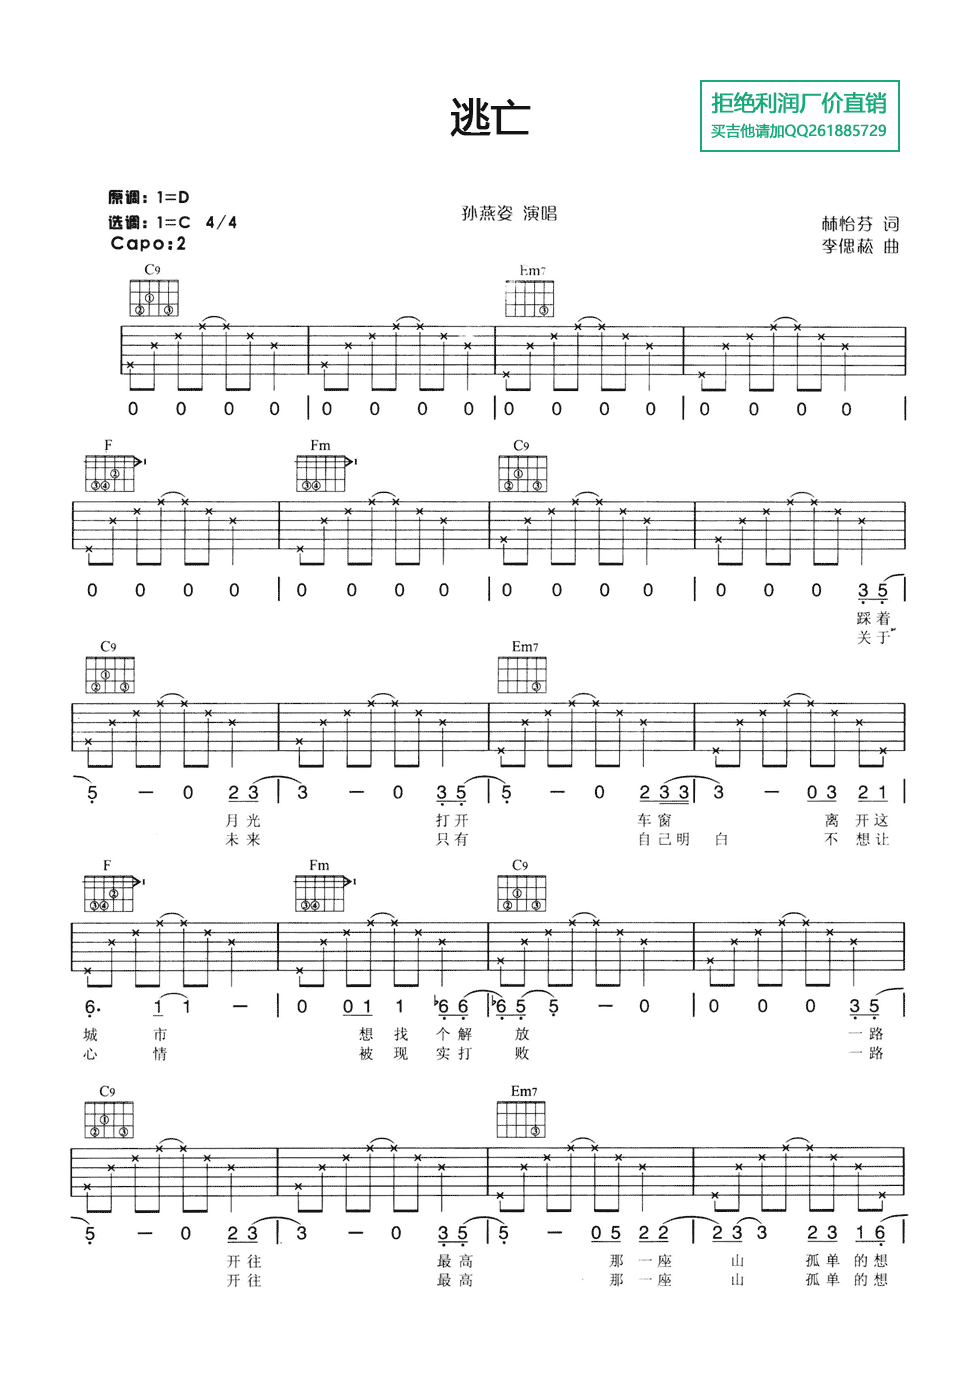 逃亡
拒绝利润厂价直销
买吉他请加QQ261885729
原调：1=D
选调：1=C 4/4
Capo:2
孙燕姿 演唱
林怡芬 词
李偲菘 曲
C9 Em7
0 0 0 0 | 0 0 0 0 | 0 0 0 0 | 0 0 0 0 |
F Fm C9
0 0 0 0 | 0 0 0 0 | 0 0 0 0 | 0 0 0 3 5 |
踩着
关于
C9 Em7
5 — 0 2 3 | 3 — 0 3 5 | 5 — 0 2 3 3 | 3 — 0 3 2 1 |
月光 打开 车窗 离 开这
未来 只有 自己明 白 不 想让
F Fm C9
6. 1 1 — | 0 0 1 1 ♭6 6 | ♭6 5 5 — 0 | 0 0 0 3 5 |
城 市 想 找 个解 放 一路
心 情 被 现 实打 败 一路
C9 Em7
5 — 0 2 3 | 3 — 0 3 5 | 5 — 0 5 2 2 | 2 3 3 2 3 1 6 |
开往 最高 那 一座 山 孤单 的想
开往 最高 那 一座 山 孤单 的想